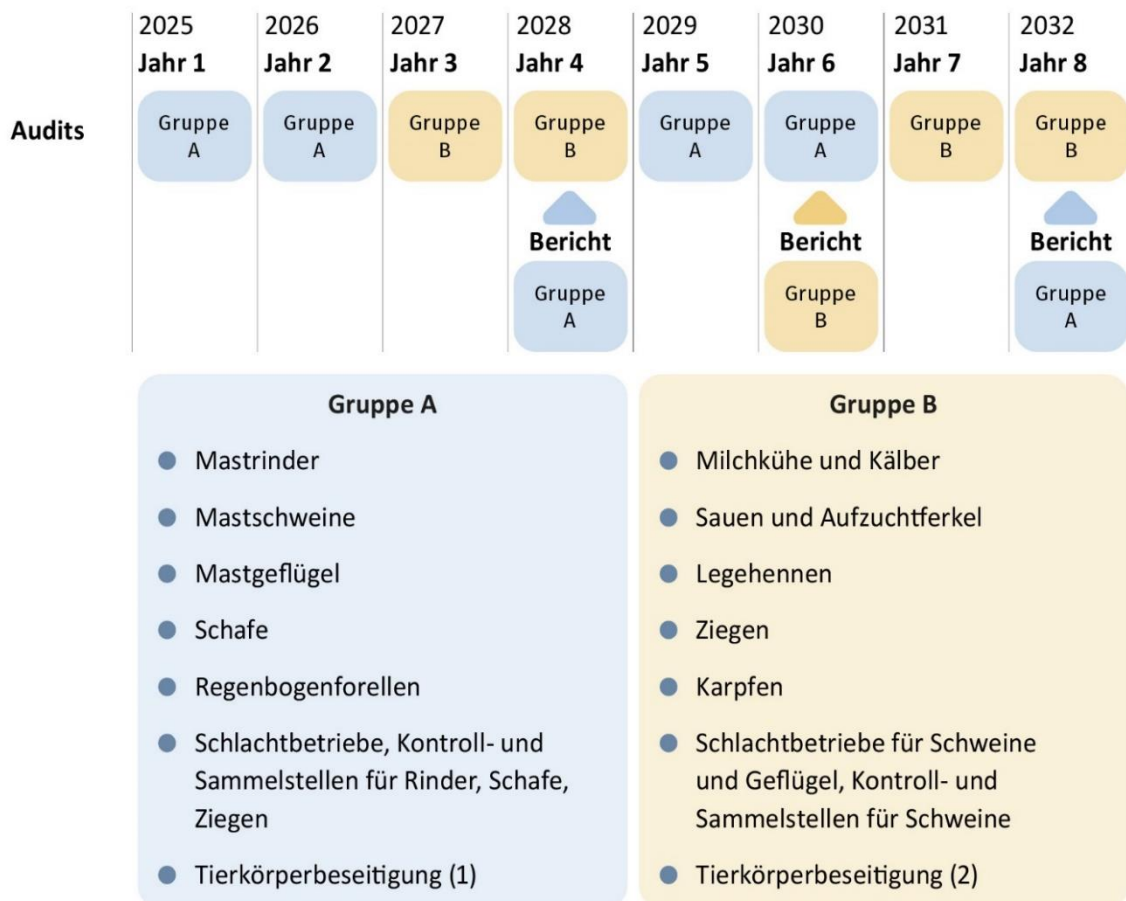 2025 2026 2027 2028 2029 2030 2031 2032
Jahr 1 Jahr 2 Jahr 3 Jahr 4 Jahr 5 Jahr 6 Jahr 7 Jahr 8
Audits
Gruppe A
Gruppe A
Gruppe B
Gruppe B
Gruppe A
Gruppe A
Gruppe B
Gruppe B
Bericht Bericht Bericht
Gruppe A
Gruppe B
Gruppe A
Gruppe A
Mastrinder
Mastschweine
Mastgeflügel
Schafe
Regenbogenforellen
Schlachtbetriebe, Kontroll- und
Sammelstellen für Rinder, Schafe,
Ziegen
Tierkörperbeseitigung (1)
Gruppe B
Milchkühe und Kälber
Sauen und Aufzuchtferkel
Legehennen
Ziegen
Karpfen
Schlachtbetriebe für Schweine
und Geflügel, Kontroll- und
Sammelstellen für Schweine
Tierkörperbeseitigung (2)